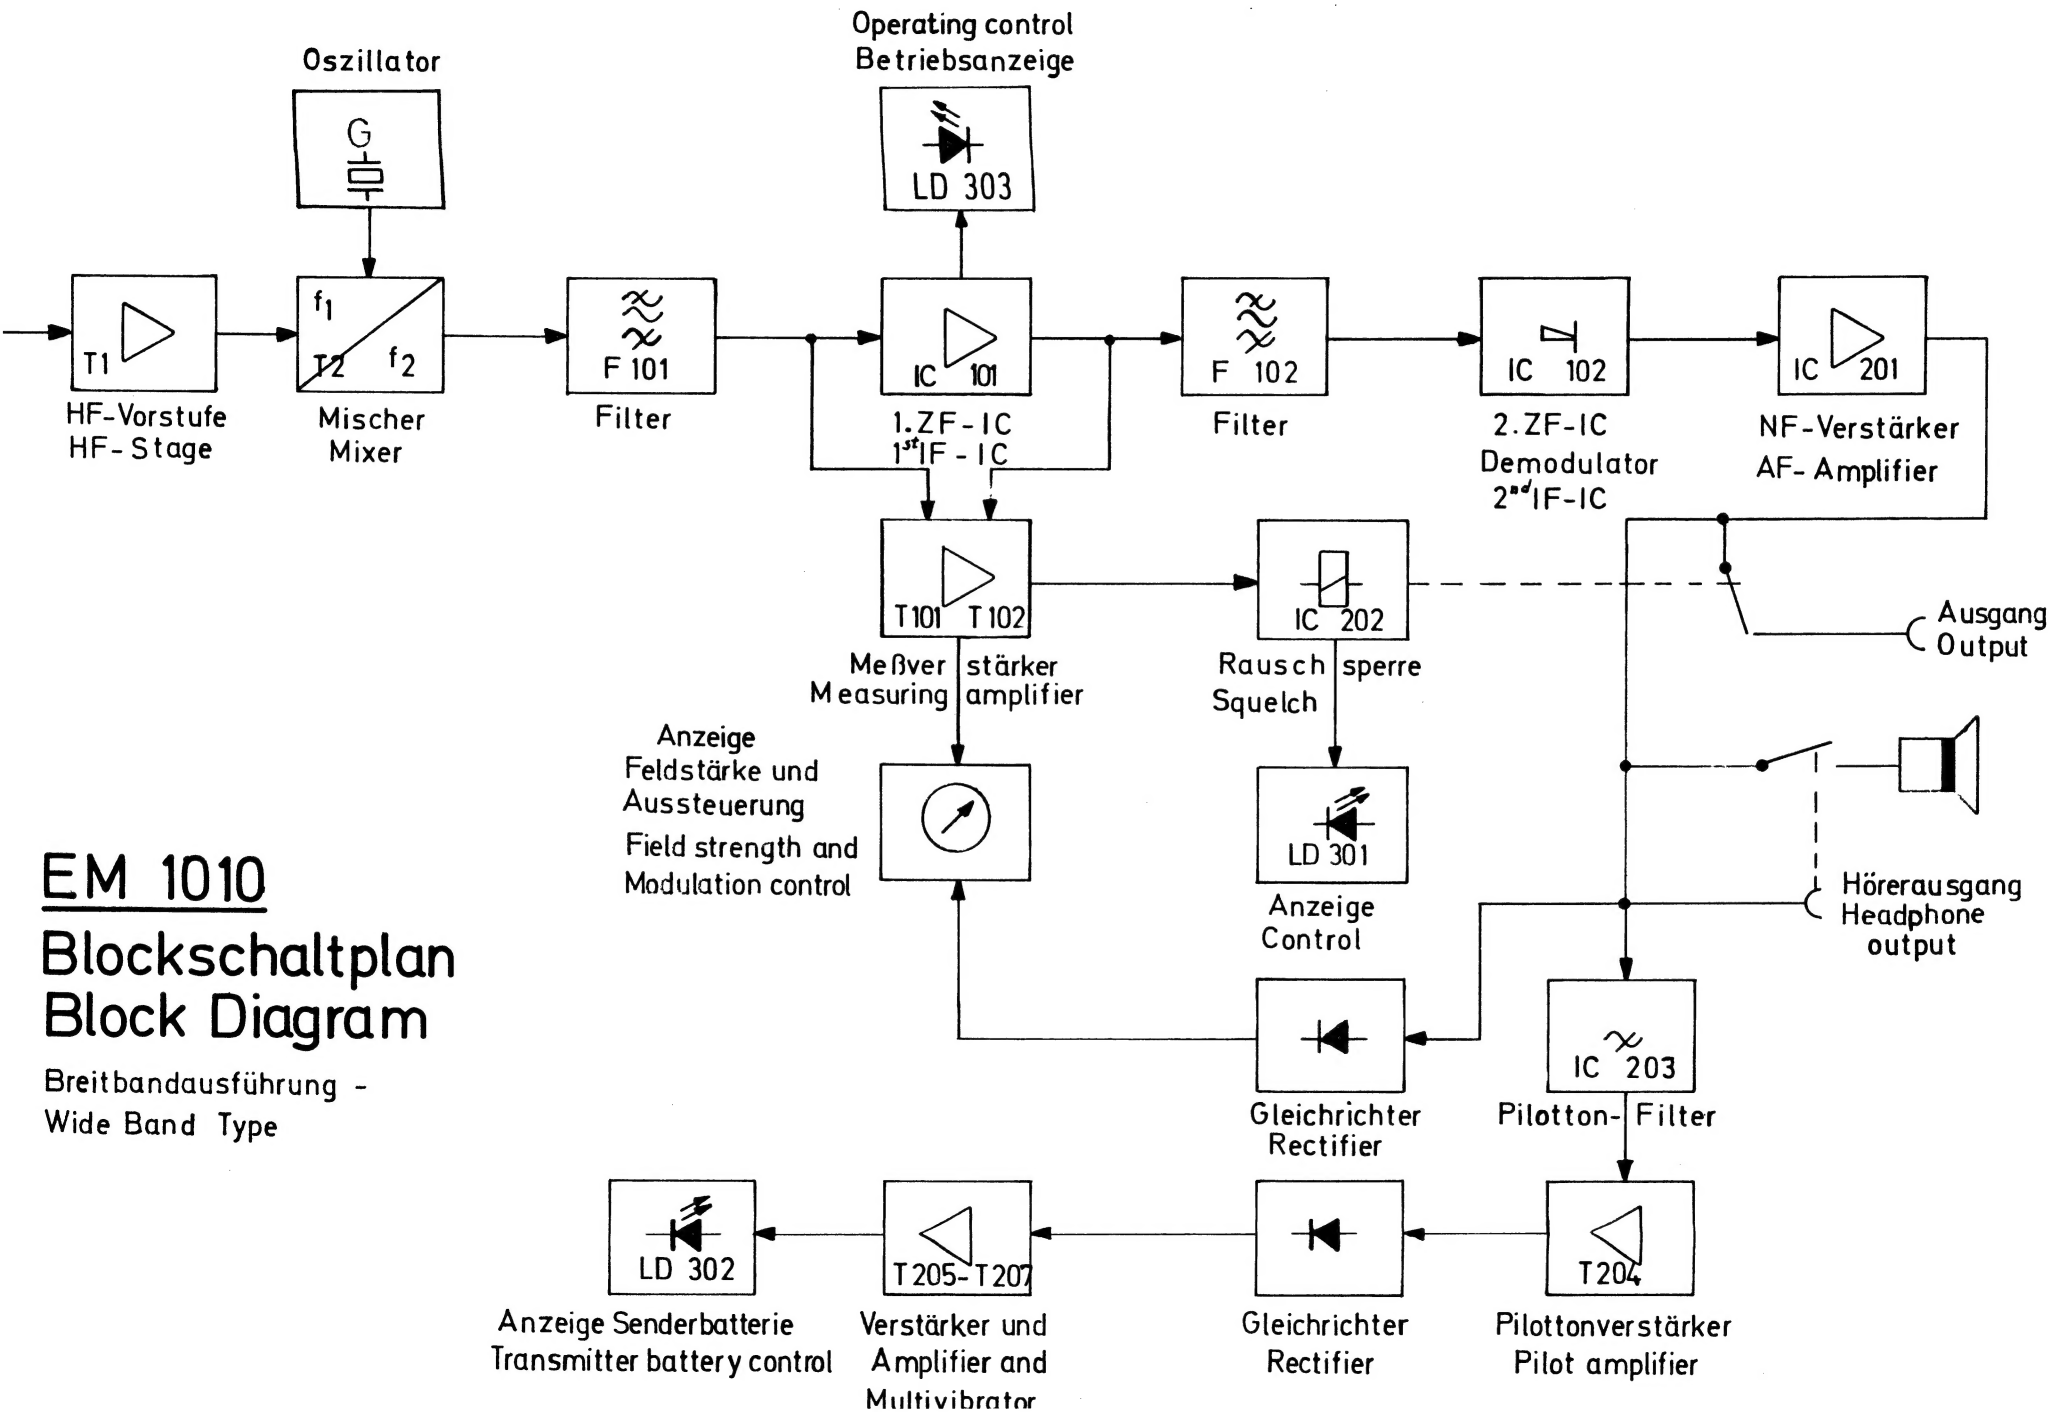 Operating control
Betriebsanzeige
Oszillator
G
LD 303
f1
T2 f2
T1
F 101
IC 101
F 102
IC 102
IC 201
HF-Vorstufe
HF-Stage
Mischer
Mixer
Filter
1.ZF-IC
1st IF-IC
Filter
2.ZF-IC
Demodulator
2nd IF-IC
NF-Verstärker
AF-Amplifier
T101 T102
IC 202
Ausgang
Output
Meßverstärker
Measuring amplifier
Rauschsperre
Squelch
Anzeige
Feldstärke und
Aussteuerung
Field strength and
Modulation control
LD 301
Anzeige
Control
Hörerausgang
Headphone
output
EM 1010
Blockschaltplan
Block Diagram
Breitbandausführung -
Wide Band Type
IC 203
Gleichrichter
Rectifier
Pilotton-Filter
LD 302
T205-T207
T204
Anzeige Senderbatterie
Transmitter battery control
Verstärker und
Amplifier and
Multivibrator
Gleichrichter
Rectifier
Pilottonverstärker
Pilot amplifier